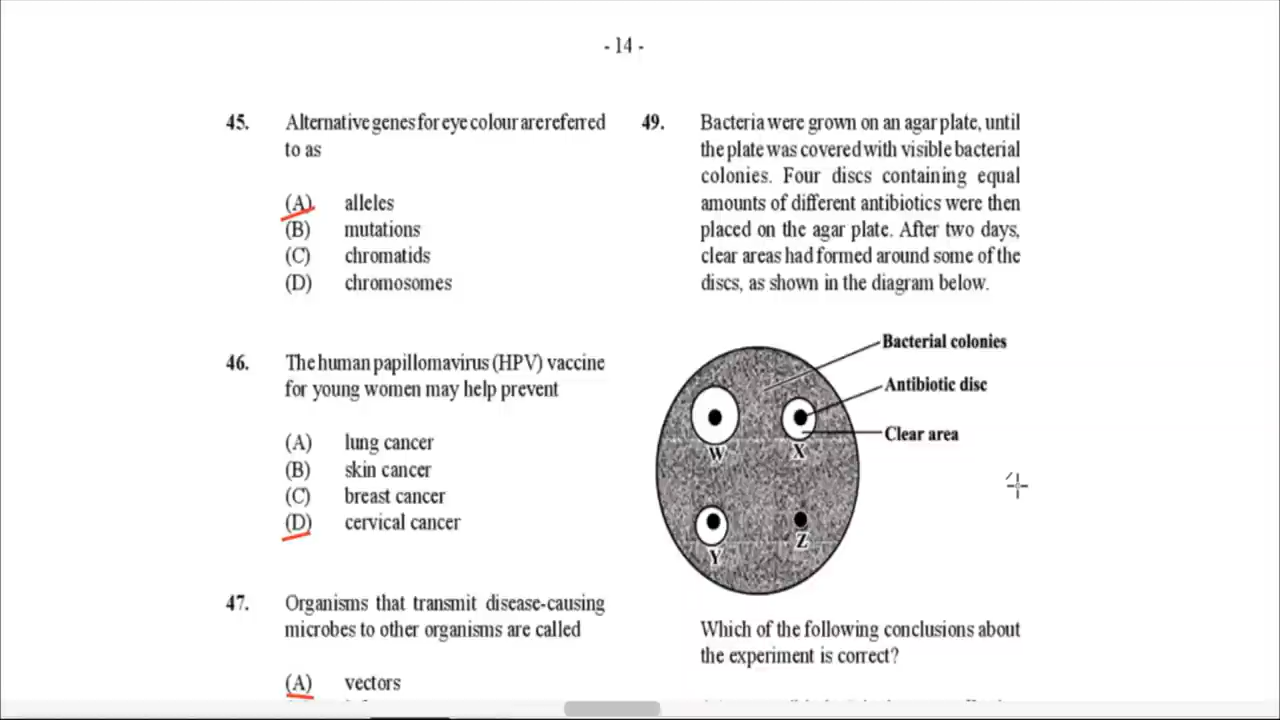 - 14 -
45. Alternative genes for eye colour are referred
to as
(A) alleles
(B) mutations
(C) chromatids
(D) chromosomes
46. The human papillomavirus (HPV) vaccine
for young women may help prevent
(A) lung cancer
(B) skin cancer
(C) breast cancer
(D) cervical cancer
47. Organisms that transmit disease-causing
microbes to other organisms are called
(A) vectors
49. Bacteria were grown on an agar plate, until
the plate was covered with visible bacterial
colonies. Four discs containing equal
amounts of different antibiotics were then
placed on the agar plate. After two days,
clear areas had formed around some of the
discs, as shown in the diagram below.
Bacterial colonies
Antibiotic disc
Clear area
W
X
Y
Z
Which of the following conclusions about
the experiment is correct?